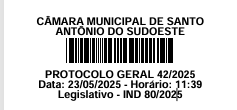 CÂMARA MUNICIPAL DE SANTO
ANTÔNIO DO SUDOESTE
PROTOCOLO GERAL 42/2025
Data: 23/05/2025 - Horário: 11:39
Legislativo - IND 80/2025